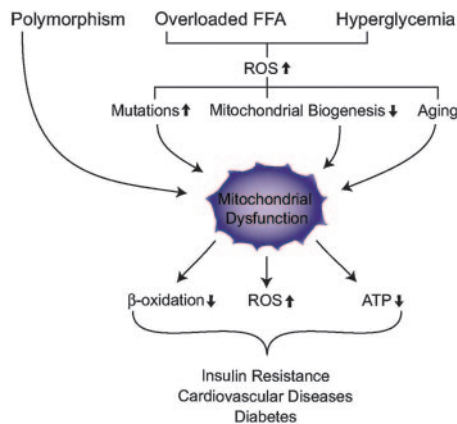 Polymorphism Overloaded FFA Hyperglycemia
ROS ⬆
Mutations ⬆ Mitochondrial Biogenesis ⬇ Aging
Mitochondrial
Dysfunction
β-oxidation ⬇ ROS ⬆ ATP ⬇
Insulin Resistance
Cardiovascular Diseases
Diabetes